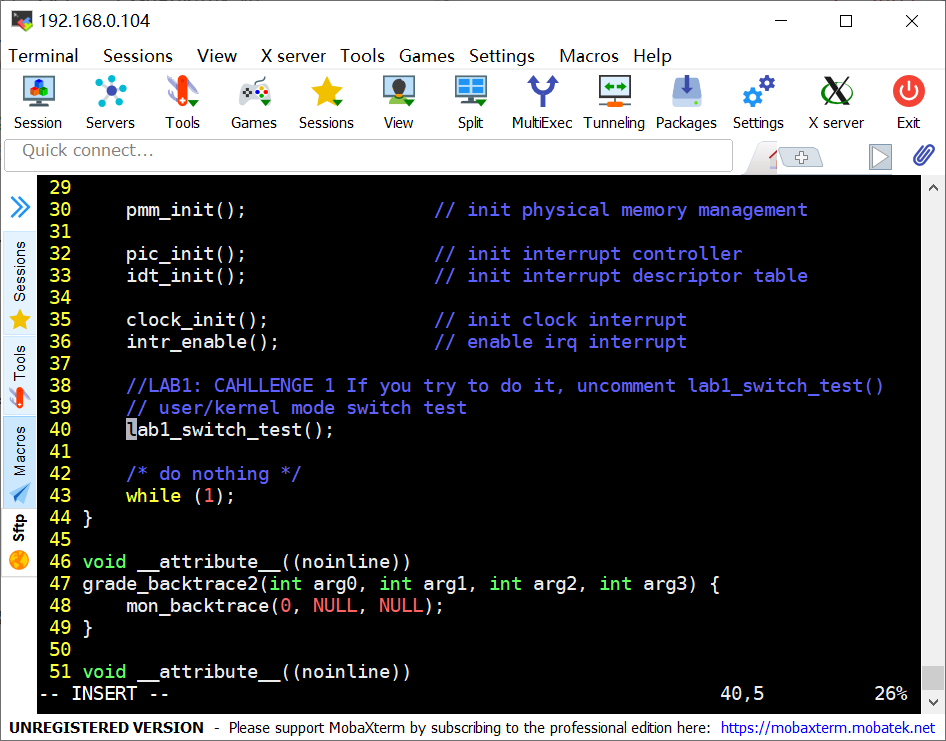 192.168.0.104
Terminal Sessions View X server Tools Games Settings Macros Help
Session Servers Tools Games Sessions View Split MultiExec Tunneling Packages Settings X server Exit
Quick connect...
Sessions
Tools
Macros
Sftp
29
30     pmm_init();                 // init physical memory management
31
32     pic_init();                 // init interrupt controller
33     idt_init();                 // init interrupt descriptor table
34
35     clock_init();               // init clock interrupt
36     intr_enable();              // enable irq interrupt
37
38     //LAB1: CAHLLENGE 1 If you try to do it, uncomment lab1_switch_test()
39     // user/kernel mode switch test
40     lab1_switch_test();
41
42     /* do nothing */
43     while (1);
44 }
45
46 void __attribute__((noinline))
47 grade_backtrace2(int arg0, int arg1, int arg2, int arg3) {
48     mon_backtrace(0, NULL, NULL);
49 }
50
51 void __attribute__((noinline))
-- INSERT -- 40,5 26%
UNREGISTERED VERSION - Please support MobaXterm by subscribing to the professional edition here: https://mobaxterm.mobatek.net